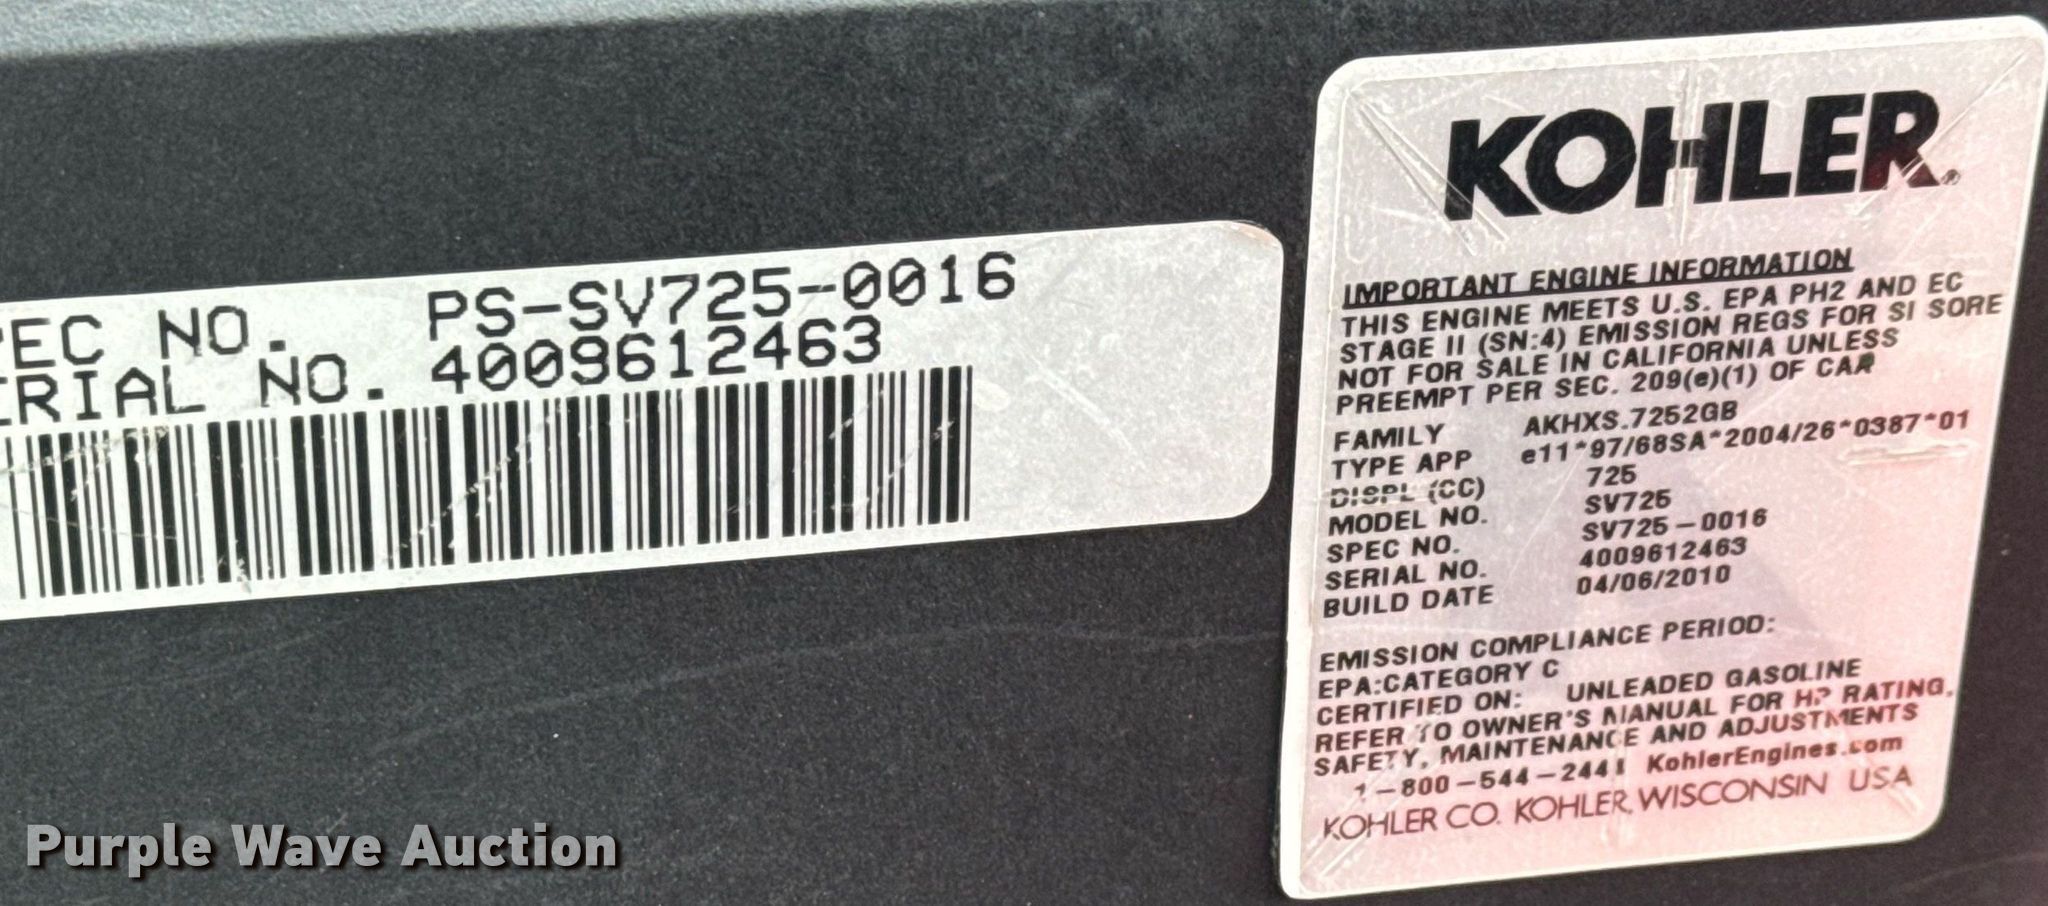 PEC NO. PS-SV725-0016
ERIAL NO. 4009612463
KOHLER
IMPORTANT ENGINE INFORMATION
THIS ENGINE MEETS U.S. EPA PH2 AND EC
STAGE II (SN:4) EMISSION REGS FOR SI SORE
NOT FOR SALE IN CALIFORNIA UNLESS
PREEMPT PER SEC. 209(e)(1) OF CAA
FAMILY AKHXS.7252GB
TYPE APP e11*97/68SA*2004/26*0387*01
DISPL (CC) 725
MODEL NO. SV725
SPEC NO. SV725-0016
SERIAL NO. 4009612463
BUILD DATE 04/06/2010
EMISSION COMPLIANCE PERIOD:
EPA:CATEGORY C
CERTIFIED ON: UNLEADED GASOLINE
REFER TO OWNER'S MANUAL FOR HP RATING,
SAFETY, MAINTENANCE AND ADJUSTMENTS
1-800-544-2441 KohlerEngines.com
KOHLER CO. KOHLER, WISCONSIN USA
Purple Wave Auction